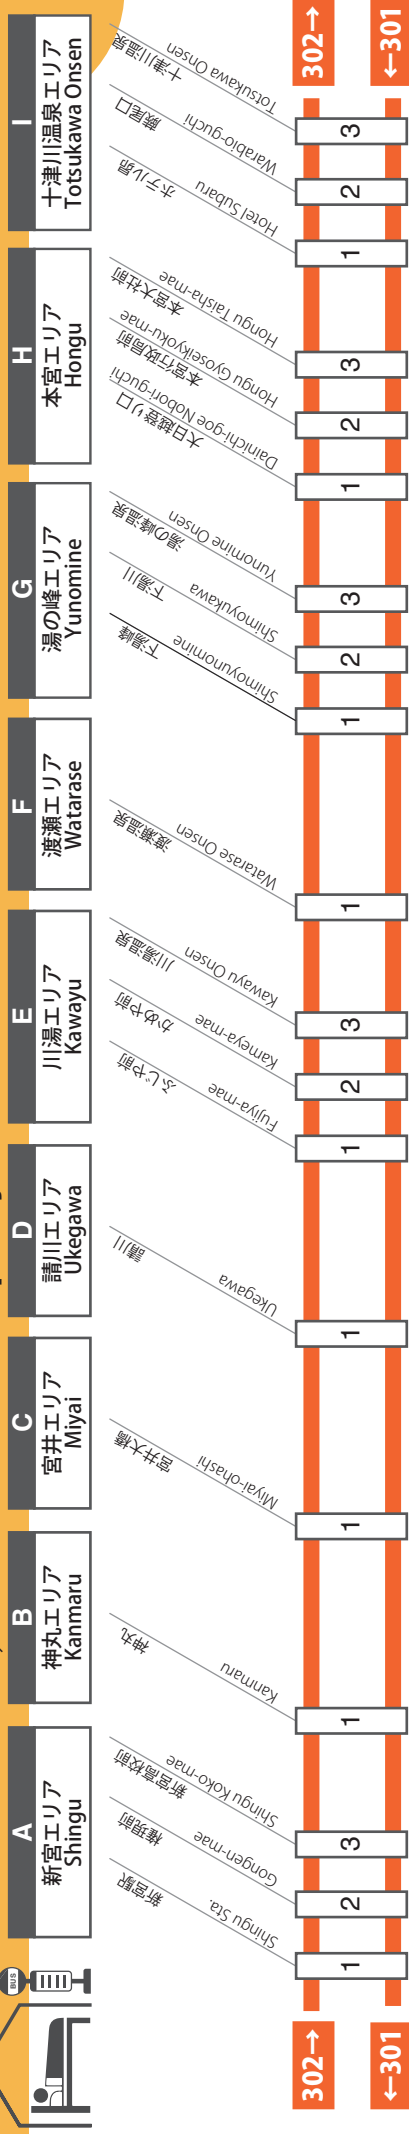 BUS
A
新宮エリア
Shingu
B
神丸エリア
Kanmaru
C
宮井エリア
Miyai
D
請川エリア
Ukegawa
E
川湯エリア
Kawayu
F
渡瀬エリア
Watarase
G
湯の峰エリア
Yunomine
H
本宮エリア
Hongu
I
十津川温泉エリア
Totsukawa Onsen
新宮駅
Shingu Sta.
権現前
Gongen-mae
新宮高校前
Shingu Koko-mae
神丸
Kanmaru
宮井大橋
Miyai-ohashi
請川
Ukegawa
ふじや前
Fujiya-mae
かめや前
Kameya-mae
川湯温泉
Kawayu Onsen
渡瀬温泉
Watarase Onsen
下湯峰
Shimoyunomine
下湯川
Shimoyukawa
湯の峰温泉
Yunomine Onsen
大日越登り口
Dainichi-goe Nobori-guchi
本宮行政局前
Hongu Gyoseikyoku-mae
本宮大社前
Hongu Taisha-mae
ホテル昴
Hotel Subaru
蕨尾口
Warabio-guchi
十津川温泉
Totsukawa Onsen
302→
1
2
3
1
1
1
1
2
3
1
1
2
3
1
2
3
1
2
3
302→
←301
←301